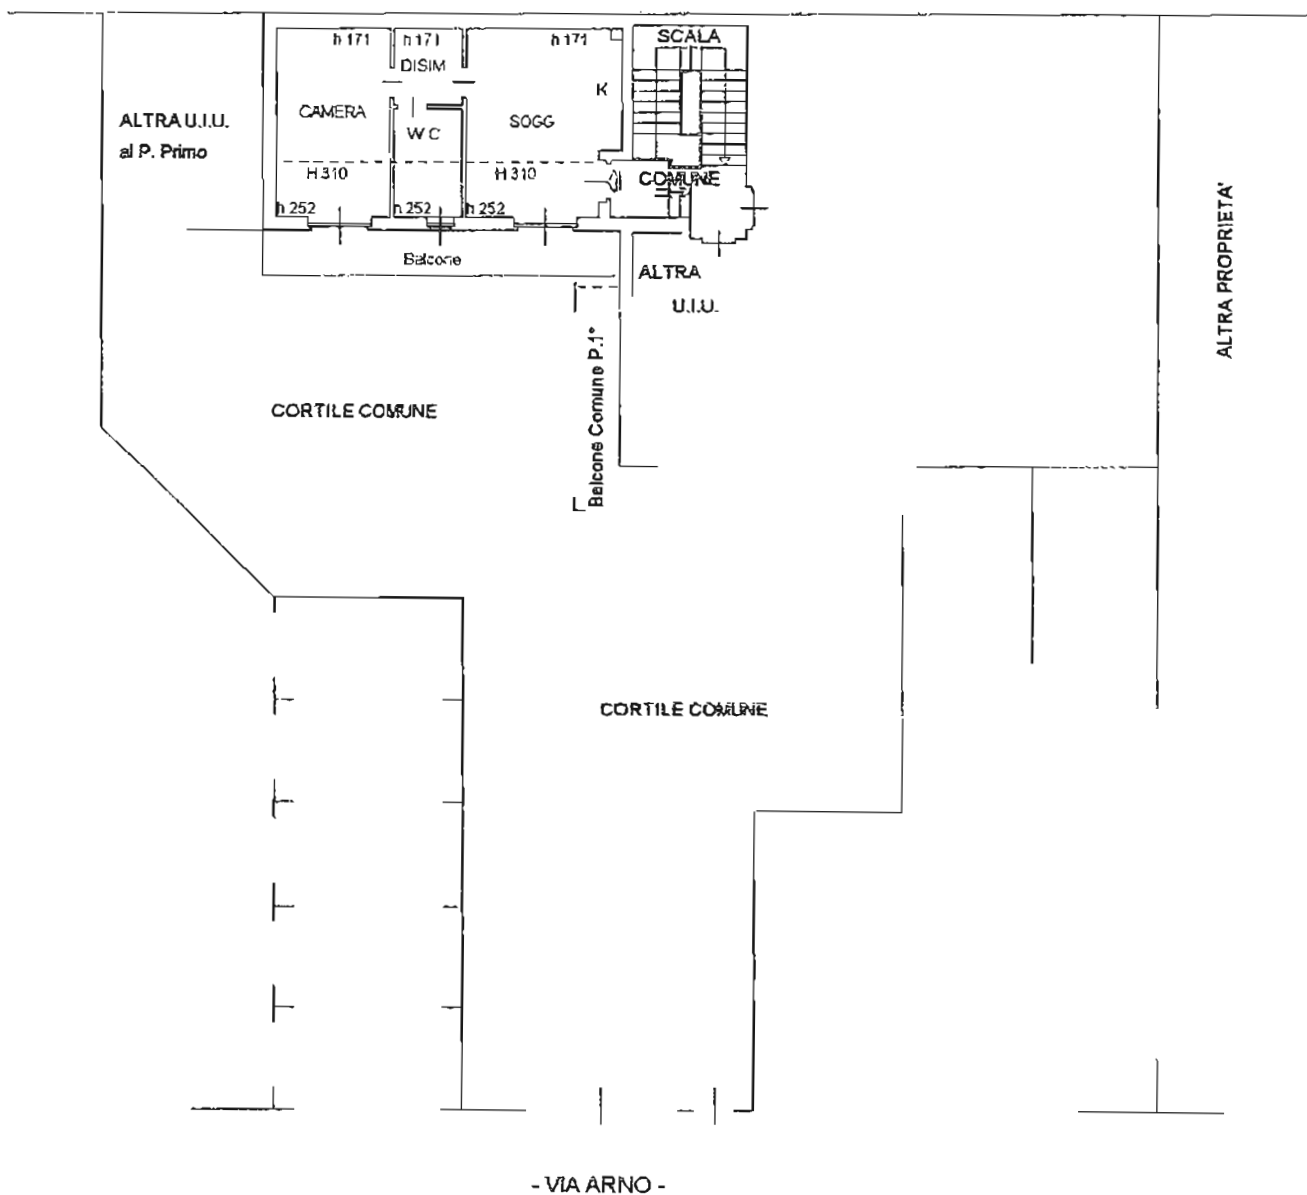 h 171
h 171
h 171
SCALA
DISIM
K
CAMERA
SOGG
ALTRA U.I.U.
al P. Primo
W C
H 310
H 310
COMUNE
h 252
h 252
h 252
Balcone
ALTRA
U.I.U.
ALTRA PROPRIETA'
Balcone Comune P.1°
CORTILE COMUNE
CORTILE COMUNE
- VIA ARNO -